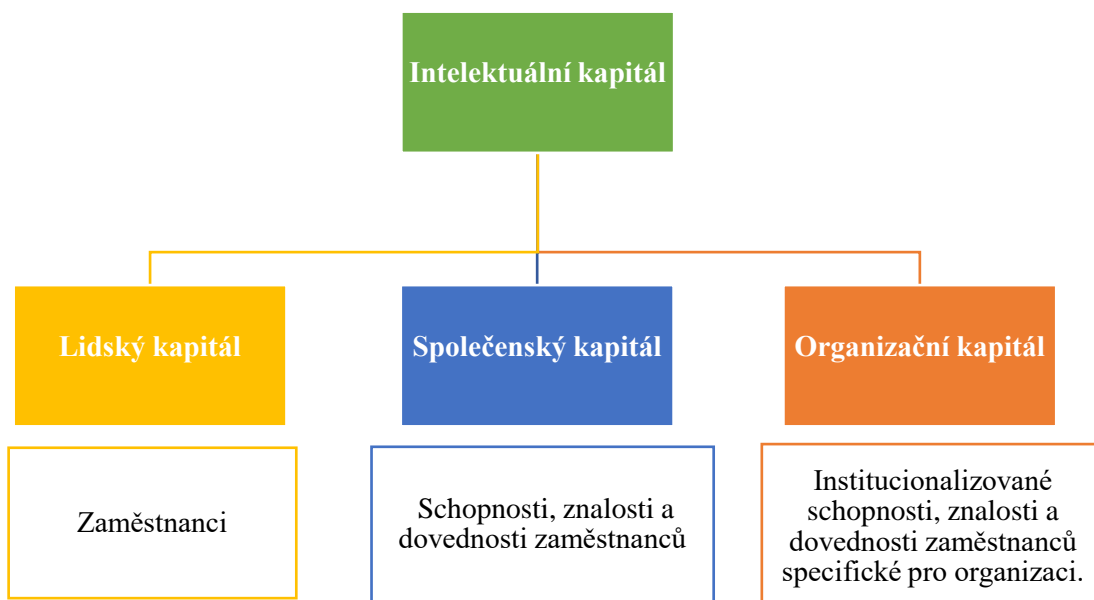 Intelektuální kapitál
Lidský kapitál
Společenský kapitál
Organizační kapitál
Zaměstnanci
Schopnosti, znalosti a
dovednosti zaměstnanců
Institucionalizované
schopnosti, znalosti a
dovednosti zaměstnanců
specifické pro organizaci.